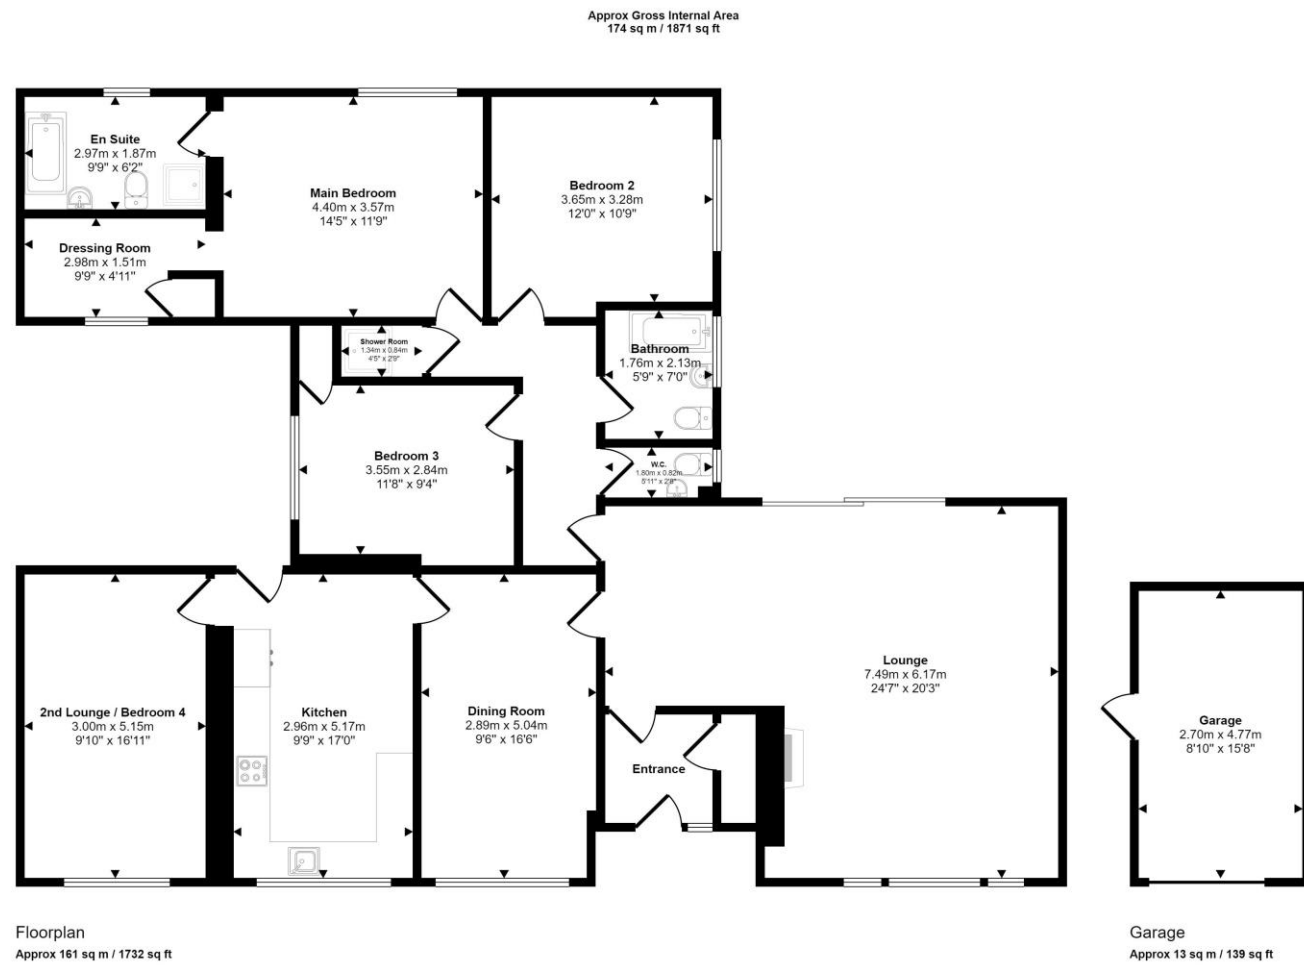 Approx Gross Internal Area
174 sq m / 1871 sq ft
En Suite
2.97m x 1.87m
9'9" x 6'2"
Main Bedroom
4.40m x 3.57m
14'5" x 11'9"
Bedroom 2
3.65m x 3.28m
12'0" x 10'9"
Dressing Room
2.98m x 1.51m
9'9" x 4'11"
Shower Room
1.34m x 0.84m
4'5" x 2'9"
Bathroom
1.76m x 2.13m
5'9" x 7'0"
Bedroom 3
3.55m x 2.84m
11'8" x 9'4"
W.C.
1.80m x 0.82m
5'11" x 2'8"
Lounge
7.49m x 6.17m
24'7" x 20'3"
2nd Lounge / Bedroom 4
3.00m x 5.15m
9'10" x 16'11"
Kitchen
2.96m x 5.17m
9'9" x 17'0"
Dining Room
2.89m x 5.04m
9'6" x 16'6"
Entrance
Garage
2.70m x 4.77m
8'10" x 15'8"
Floorplan
Approx 161 sq m / 1732 sq ft
Garage
Approx 13 sq m / 139 sq ft